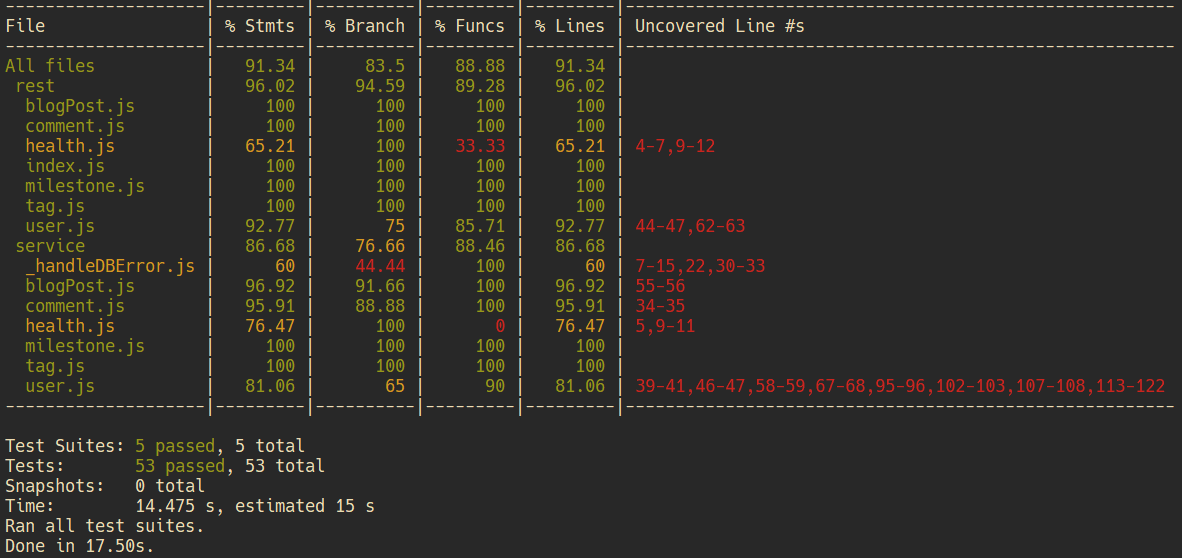 --------------------|---------|----------|---------|---------|-------------------------------------------------------
File                | % Stmts | % Branch | % Funcs | % Lines | Uncovered Line #s
--------------------|---------|----------|---------|---------|-------------------------------------------------------
All files           |   91.34 |     83.5 |   88.88 |   91.34 |
 rest               |   96.02 |    94.59 |   89.28 |   96.02 |
  blogPost.js       |     100 |      100 |     100 |     100 |
  comment.js        |     100 |      100 |     100 |     100 |
  health.js         |   65.21 |      100 |   33.33 |   65.21 | 4-7,9-12
  index.js          |     100 |      100 |     100 |     100 |
  milestone.js      |     100 |      100 |     100 |     100 |
  tag.js            |     100 |      100 |     100 |     100 |
  user.js           |   92.77 |       75 |   85.71 |   92.77 | 44-47,62-63
 service            |   86.68 |    76.66 |   88.46 |   86.68 |
  _handleDBError.js |      60 |    44.44 |     100 |      60 | 7-15,22,30-33
  blogPost.js       |   96.92 |    91.66 |     100 |   96.92 | 55-56
  comment.js        |   95.91 |    88.88 |     100 |   95.91 | 34-35
  health.js         |   76.47 |      100 |       0 |   76.47 | 5,9-11
  milestone.js      |     100 |      100 |     100 |     100 |
  tag.js            |     100 |      100 |     100 |     100 |
  user.js           |   81.06 |       65 |      90 |   81.06 | 39-41,46-47,58-59,67-68,95-96,102-103,107-108,113-122
--------------------|---------|----------|---------|---------|-------------------------------------------------------

Test Suites: 5 passed, 5 total
Tests:       53 passed, 53 total
Snapshots:   0 total
Time:        14.475 s, estimated 15 s
Ran all test suites.
Done in 17.50s.